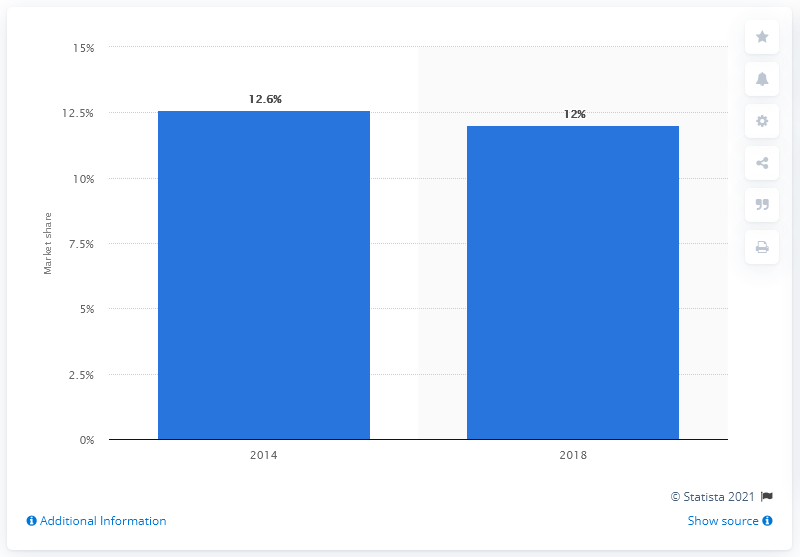 15%
12.5%
10%
7.5%
5%
2.5%
0%
Market share
12.6%
12%
2014
2018
© Statista 2021
Additional Information
Show source